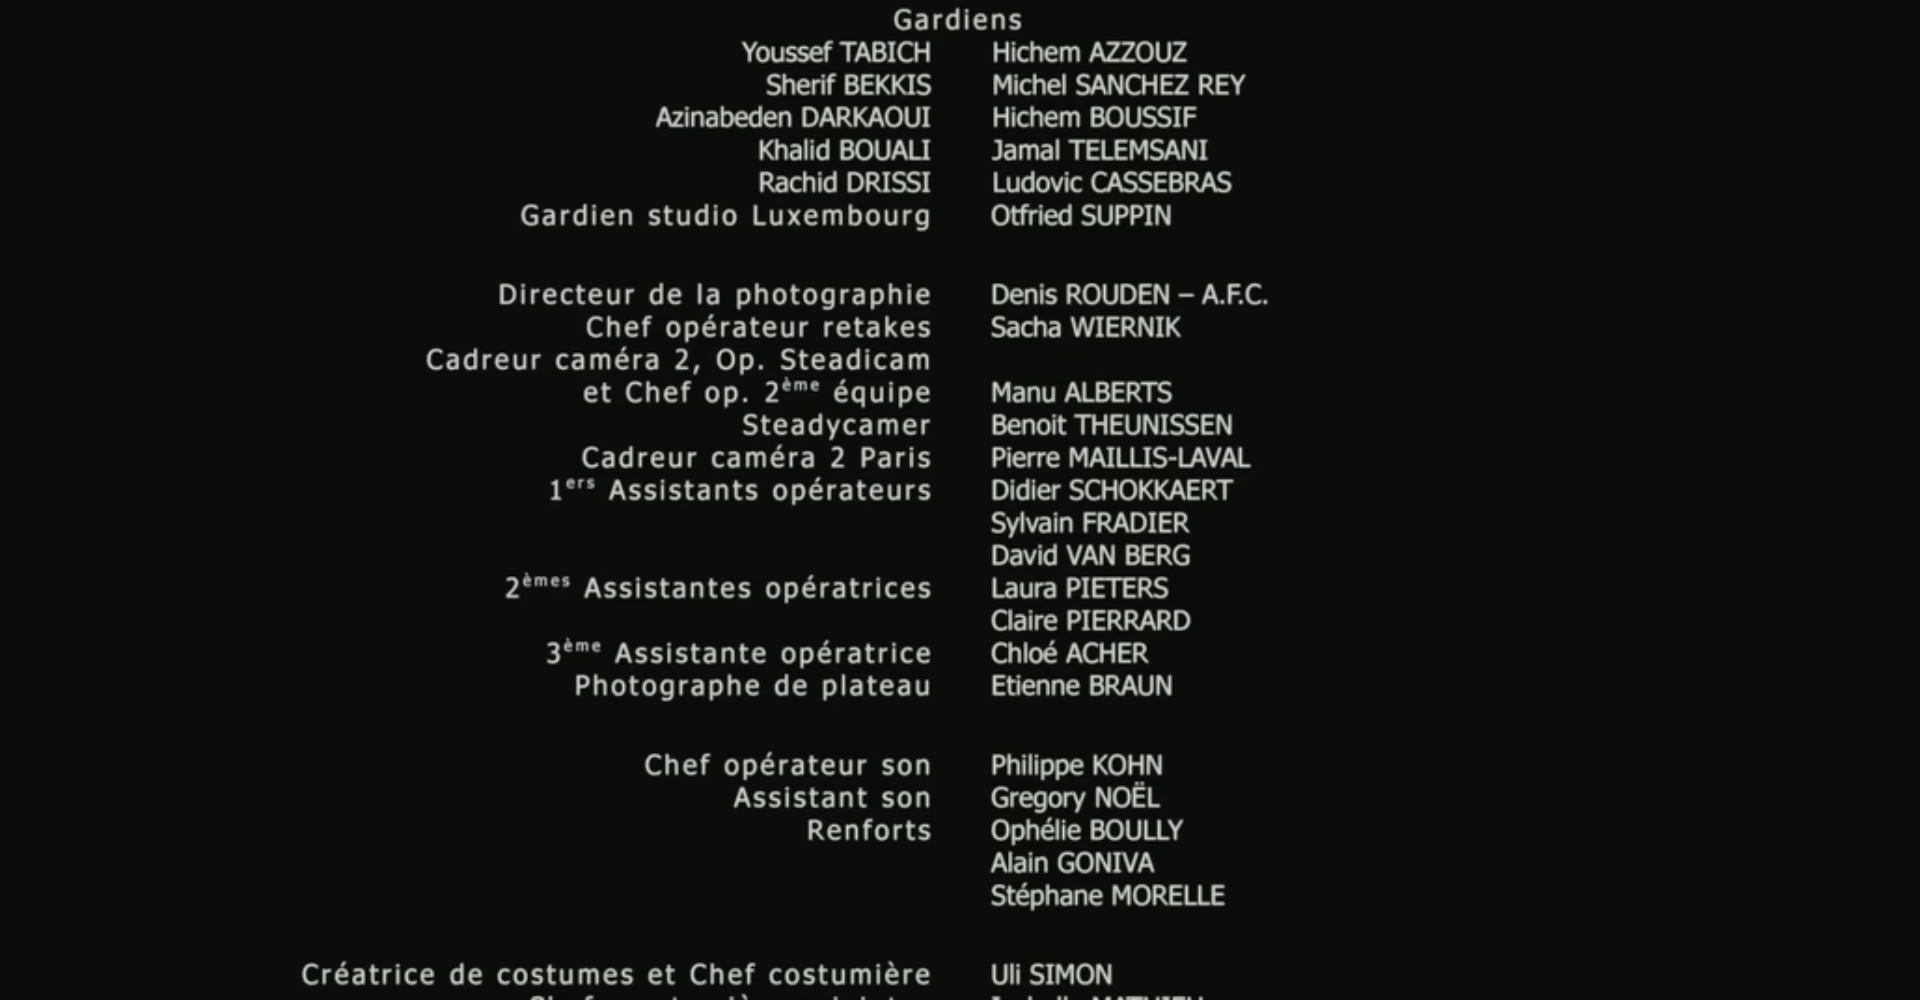 Gardiens
Youssef TABICH Hichem AZZOUZ
Sherif BEKKIS Michel SANCHEZ REY
Azinabeden DARKAOUI Hichem BOUSSIF
Khalid BOUALI Jamal TELEMSANI
Rachid DRISSI Ludovic CASSEBRAS
Gardien studio Luxembourg Otfried SUPPIN
Directeur de la photographie Denis ROUDEN – A.F.C.
Chef opérateur retakes Sacha WIERNIK
Cadreur caméra 2, Op. Steadicam
et Chef op. 2ème équipe Manu ALBERTS
Steadycamer Benoit THEUNISSEN
Cadreur caméra 2 Paris Pierre MAILLIS-LAVAL
1ers Assistants opérateurs Didier SCHOKKAERT
Sylvain FRADIER
David VAN BERG
2èmes Assistantes opératrices Laura PIETERS
Claire PIERRARD
3ème Assistante opératrice Chloé ACHER
Photographe de plateau Etienne BRAUN
Chef opérateur son Philippe KOHN
Assistant son Gregory NOËL
Renforts Ophélie BOULLY
Alain GONIVA
Stéphane MORELLE
Créatrice de costumes et Chef costumière Uli SIMON